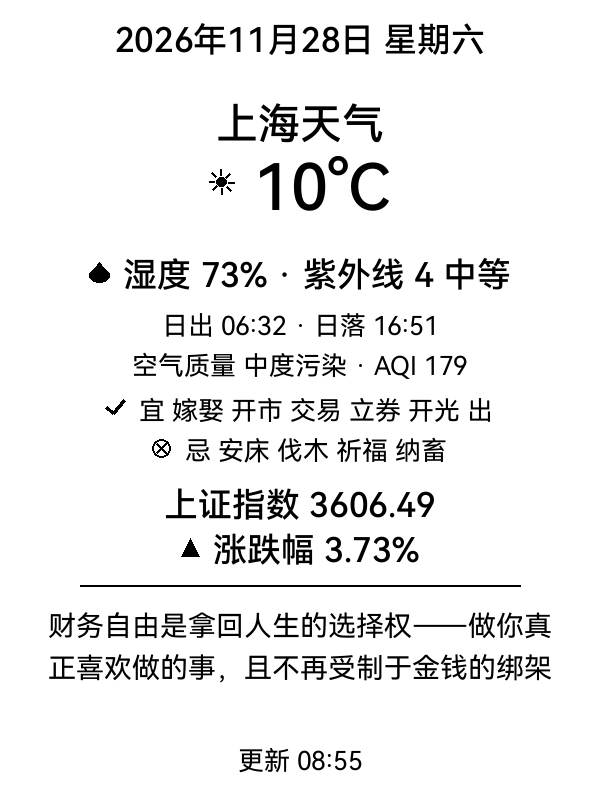 2026年11月28日 星期六
上海天气
10°C
湿度 73% · 紫外线 4 中等
日出 06:32 · 日落 16:51
空气质量 中度污染 · AQI 179
宜 嫁娶 开市 交易 立券 开光 出
忌 安床 伐木 祈福 纳畜
上证指数 3606.49
▲ 涨跌幅 3.73%
财务自由是拿回人生的选择权——做你真
正喜欢做的事，且不再受制于金钱的绑架
更新 08:55